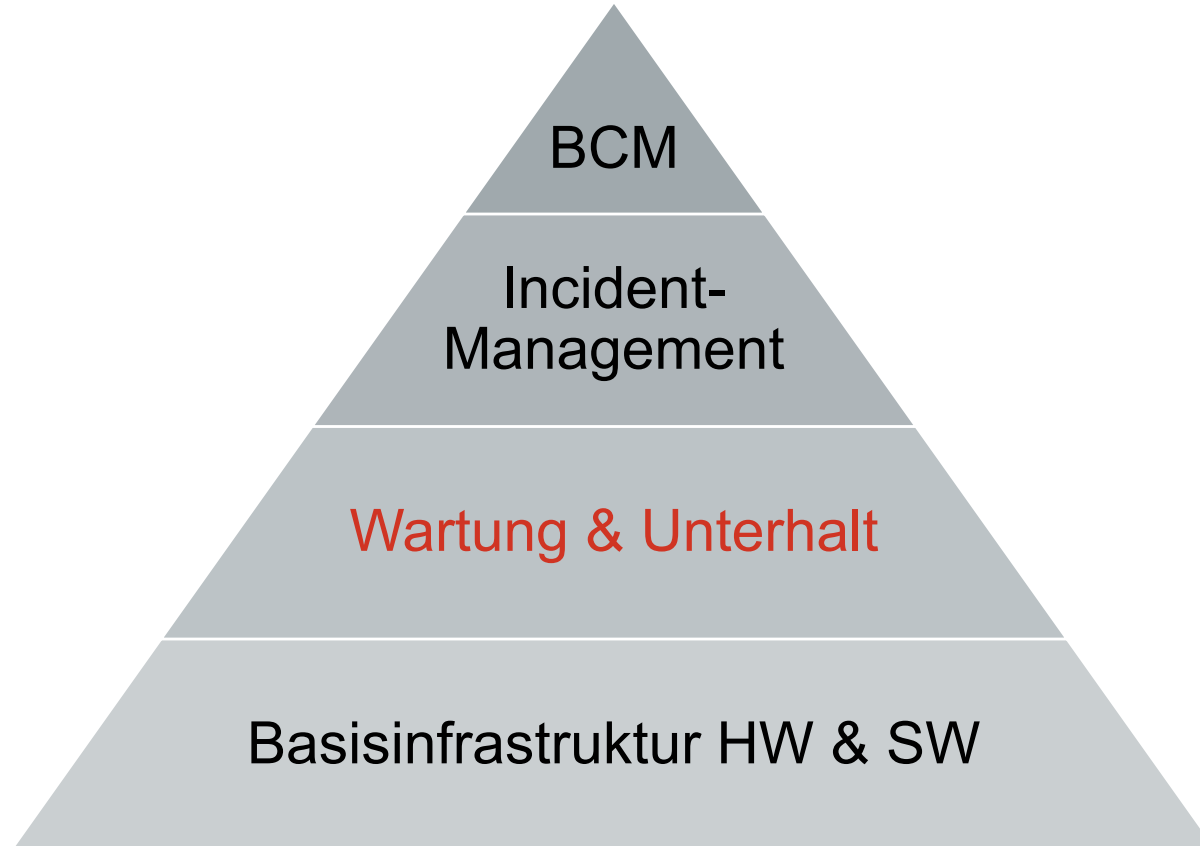 BCM
Incident-
Management
Wartung & Unterhalt
Basisinfrastruktur HW & SW